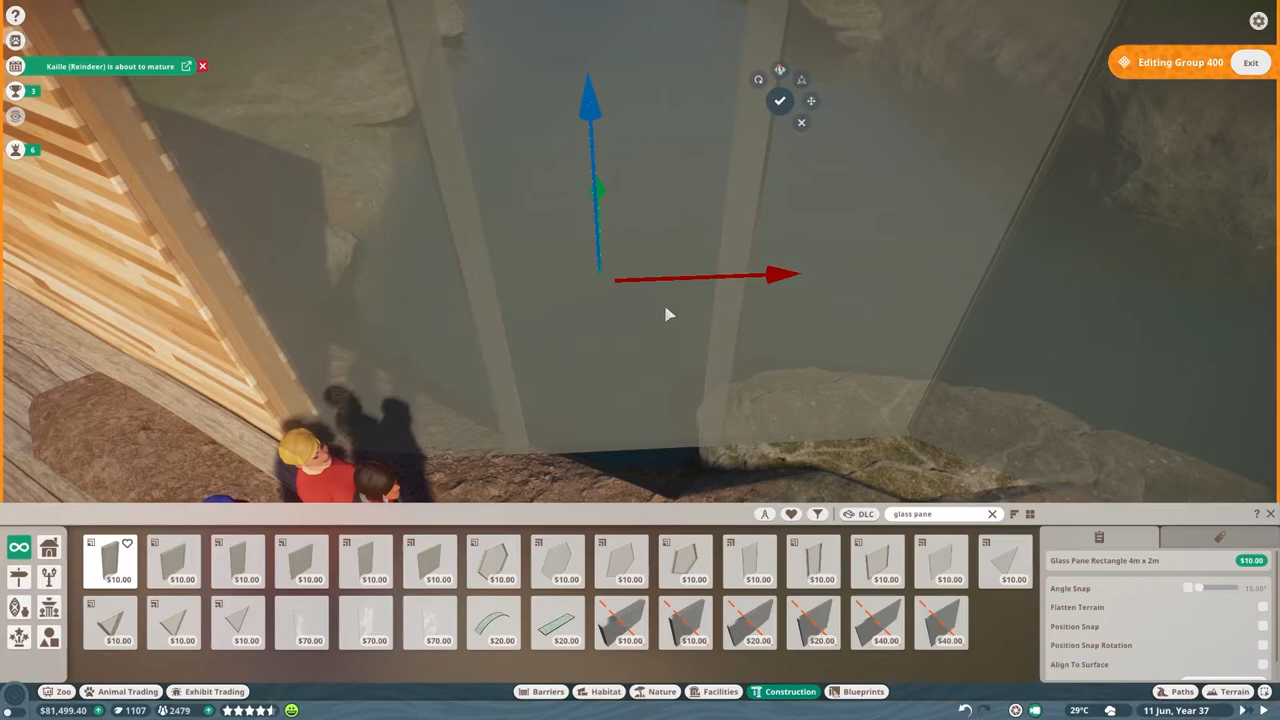 ?
Kaille (Reindeer) is about to mature
3
6
Editing Group 400
Exit
DLC
glass pane
?
$10.00 $10.00 $10.00 $10.00 $10.00 $10.00 $10.00 $10.00 $10.00 $10.00 $10.00 $10.00 $10.00 $10.00 $10.00
$10.00 $10.00 $10.00 $70.00 $70.00 $70.00 $20.00 $20.00 $10.00 $10.00 $20.00 $20.00 $40.00 $40.00
Glass Pane Rectangle 4m x 2m $10.00
Angle Snap 15.00°
Flatten Terrain
Position Snap
Position Snap Rotation
Align To Surface
Zoo Animal Trading Exhibit Trading Barriers Habitat Nature Facilities Construction Blueprints Paths Terrain
$81,499.40 1107 2479 29°C 11 Jun, Year 37